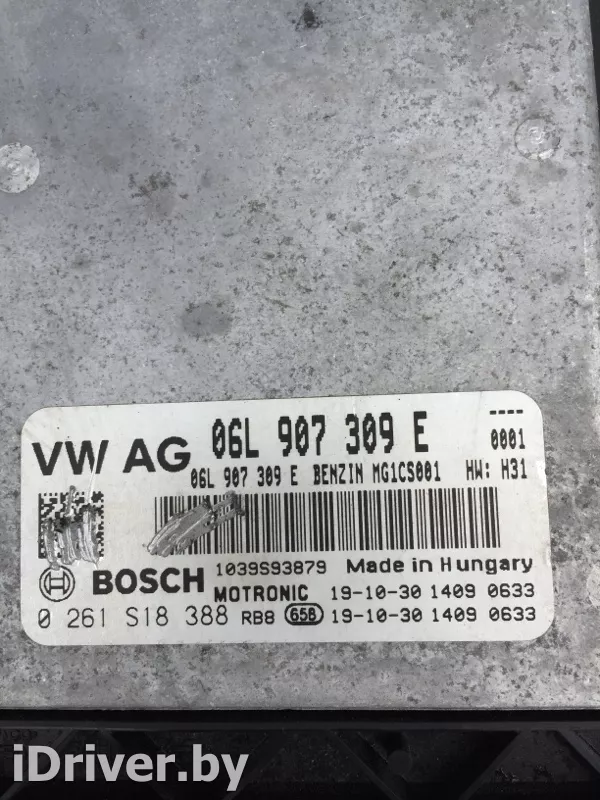 VW AG 06L 907 309 E ----
0001
06L 907 309 E BENZIN MG1CS001 HW: H31
BOSCH 1039S93879 Made in Hungary
MOTRONIC 19-10-30 1409 0633
0 261 S18 388 RB8 658 19-10-30 1409 0633
iDriver.by